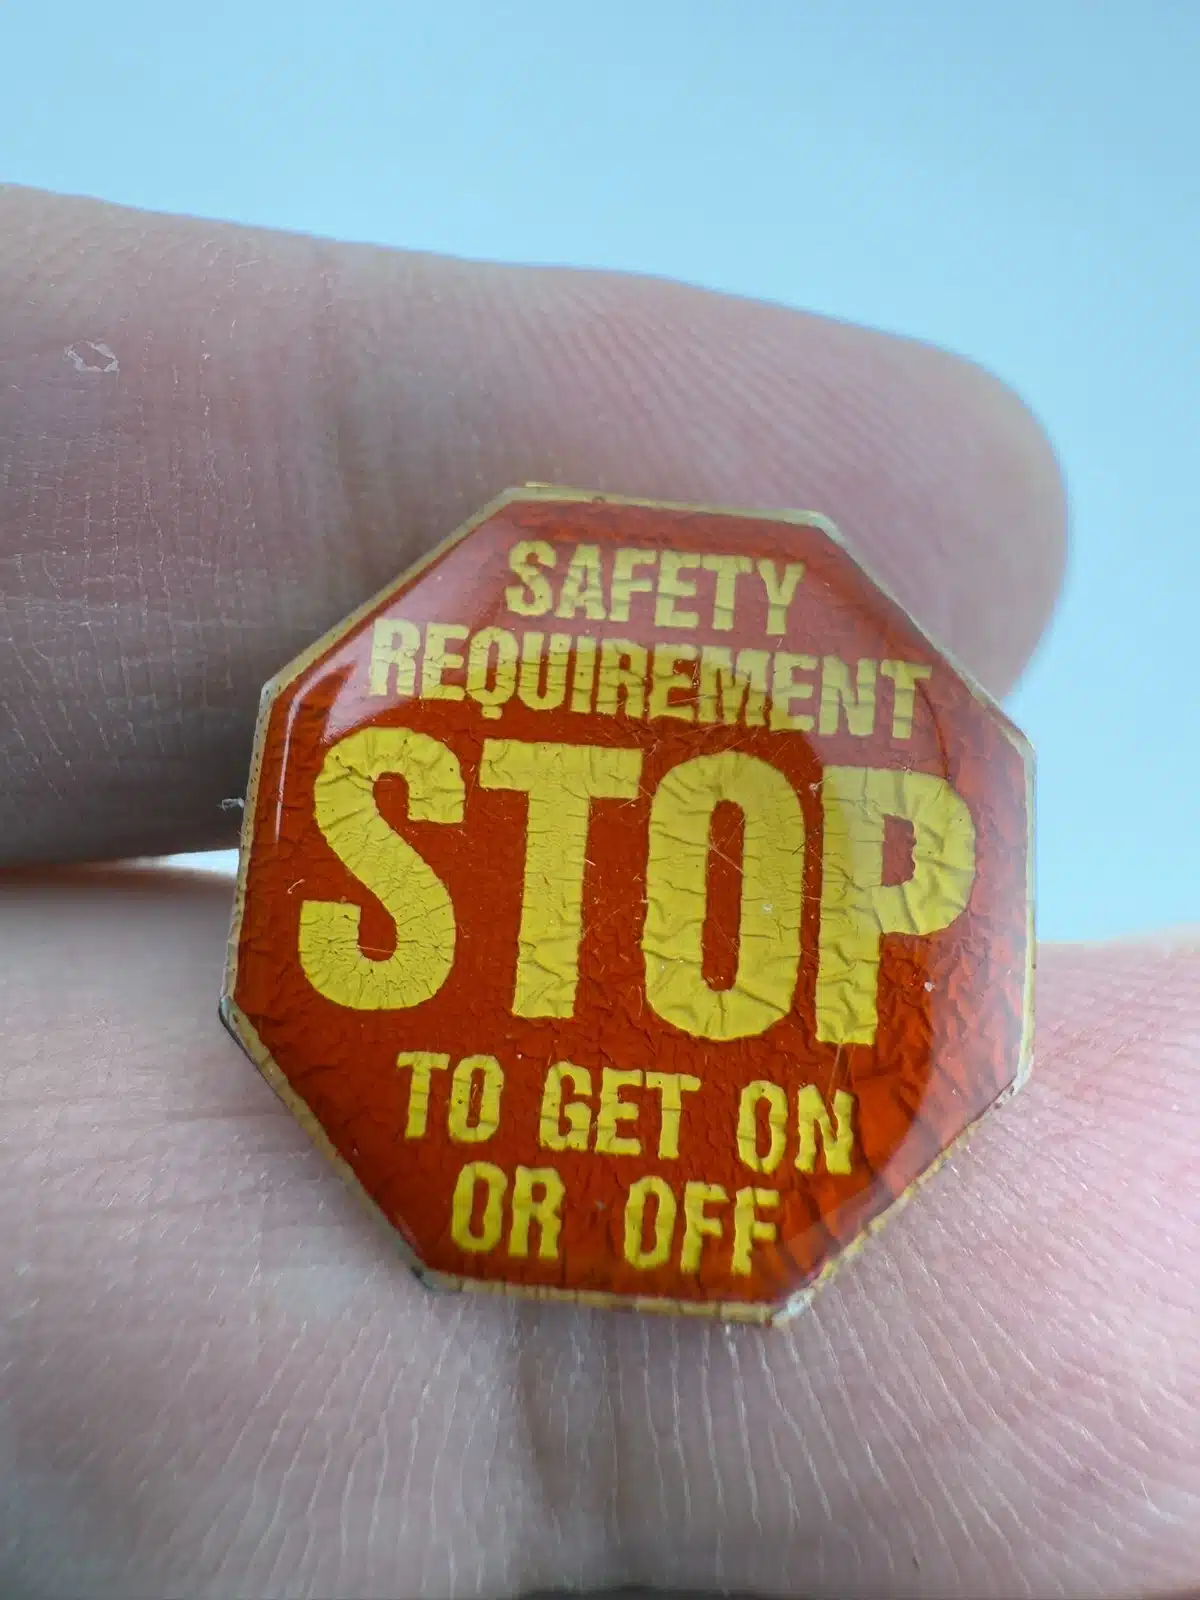 SAFETY
REQUIREMENT
STOP
TO GET ON
OR OFF